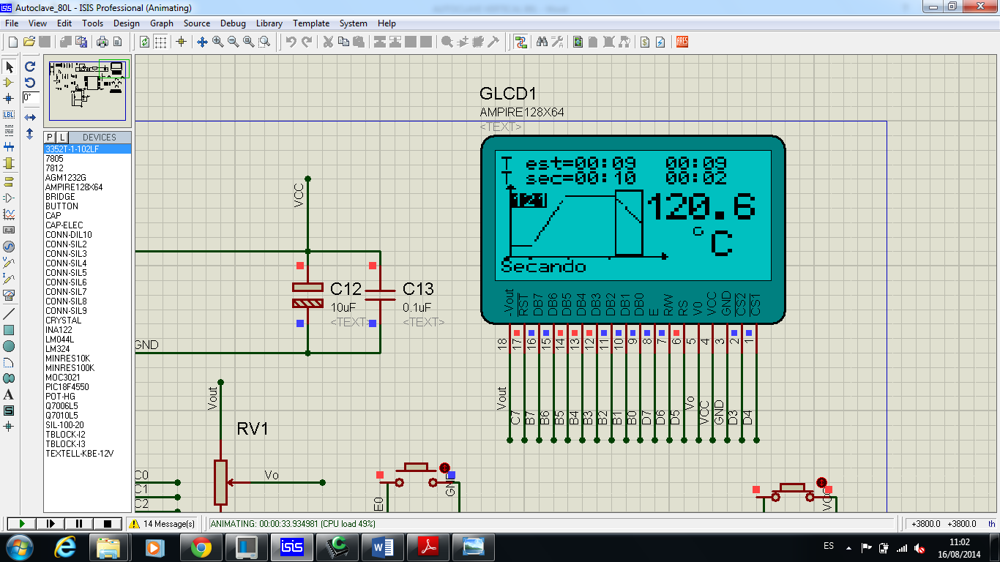 Autoclave_80L - ISIS Professional (Animating)
File View Edit Tools Design Graph Source Debug Library Template System Help
0°
LBL
P L DEVICES
3352T-1-102LF
7805
7812
AGM1232G
AMPIRE128X64
BRIDGE
BUTTON
CAP
CAP-ELEC
CONN-DIL10
CONN-SIL2
CONN-SIL3
CONN-SIL4
CONN-SIL5
CONN-SIL6
CONN-SIL7
CONN-SIL8
CONN-SIL9
CRYSTAL
INA122
LM044L
LM324
MINRES10K
MINRES100K
MOC3021
PIC18F4550
POT-HG
Q7006L5
Q7010L5
SIL-100-20
TBLOCK-I2
TBLOCK-I3
TEXTELL-KBE-12V
GLCD1
AMPIRE128X64
<TEXT>
T est=00:09 00:09
T sec=00:10 00:02
121
120.6
°C
Secando
-Vout RST DB7 DB6 DB5 DB4 DB3 DB2 DB1 DB0 E R/W RS V0 VCC GND CS2 CS1
18 17 16 15 14 13 12 11 10 9 8 7 6 5 4 3 2 1
Vout C7 B7 B6 B5 B4 B3 B2 B1 B0 D7 D6 D5 Vo VCC GND D3 D4
VCC
C12
10uF
<TEXT>
C13
0.1uF
<TEXT>
GND
Vout
RV1
Vo
C0
C1
C2
E0
GND
VCC
14 Message(s)
ANIMATING: 00:00:33.934981 (CPU load 49%)
+3800.0 +3800.0 th
ES
11:02
16/08/2014